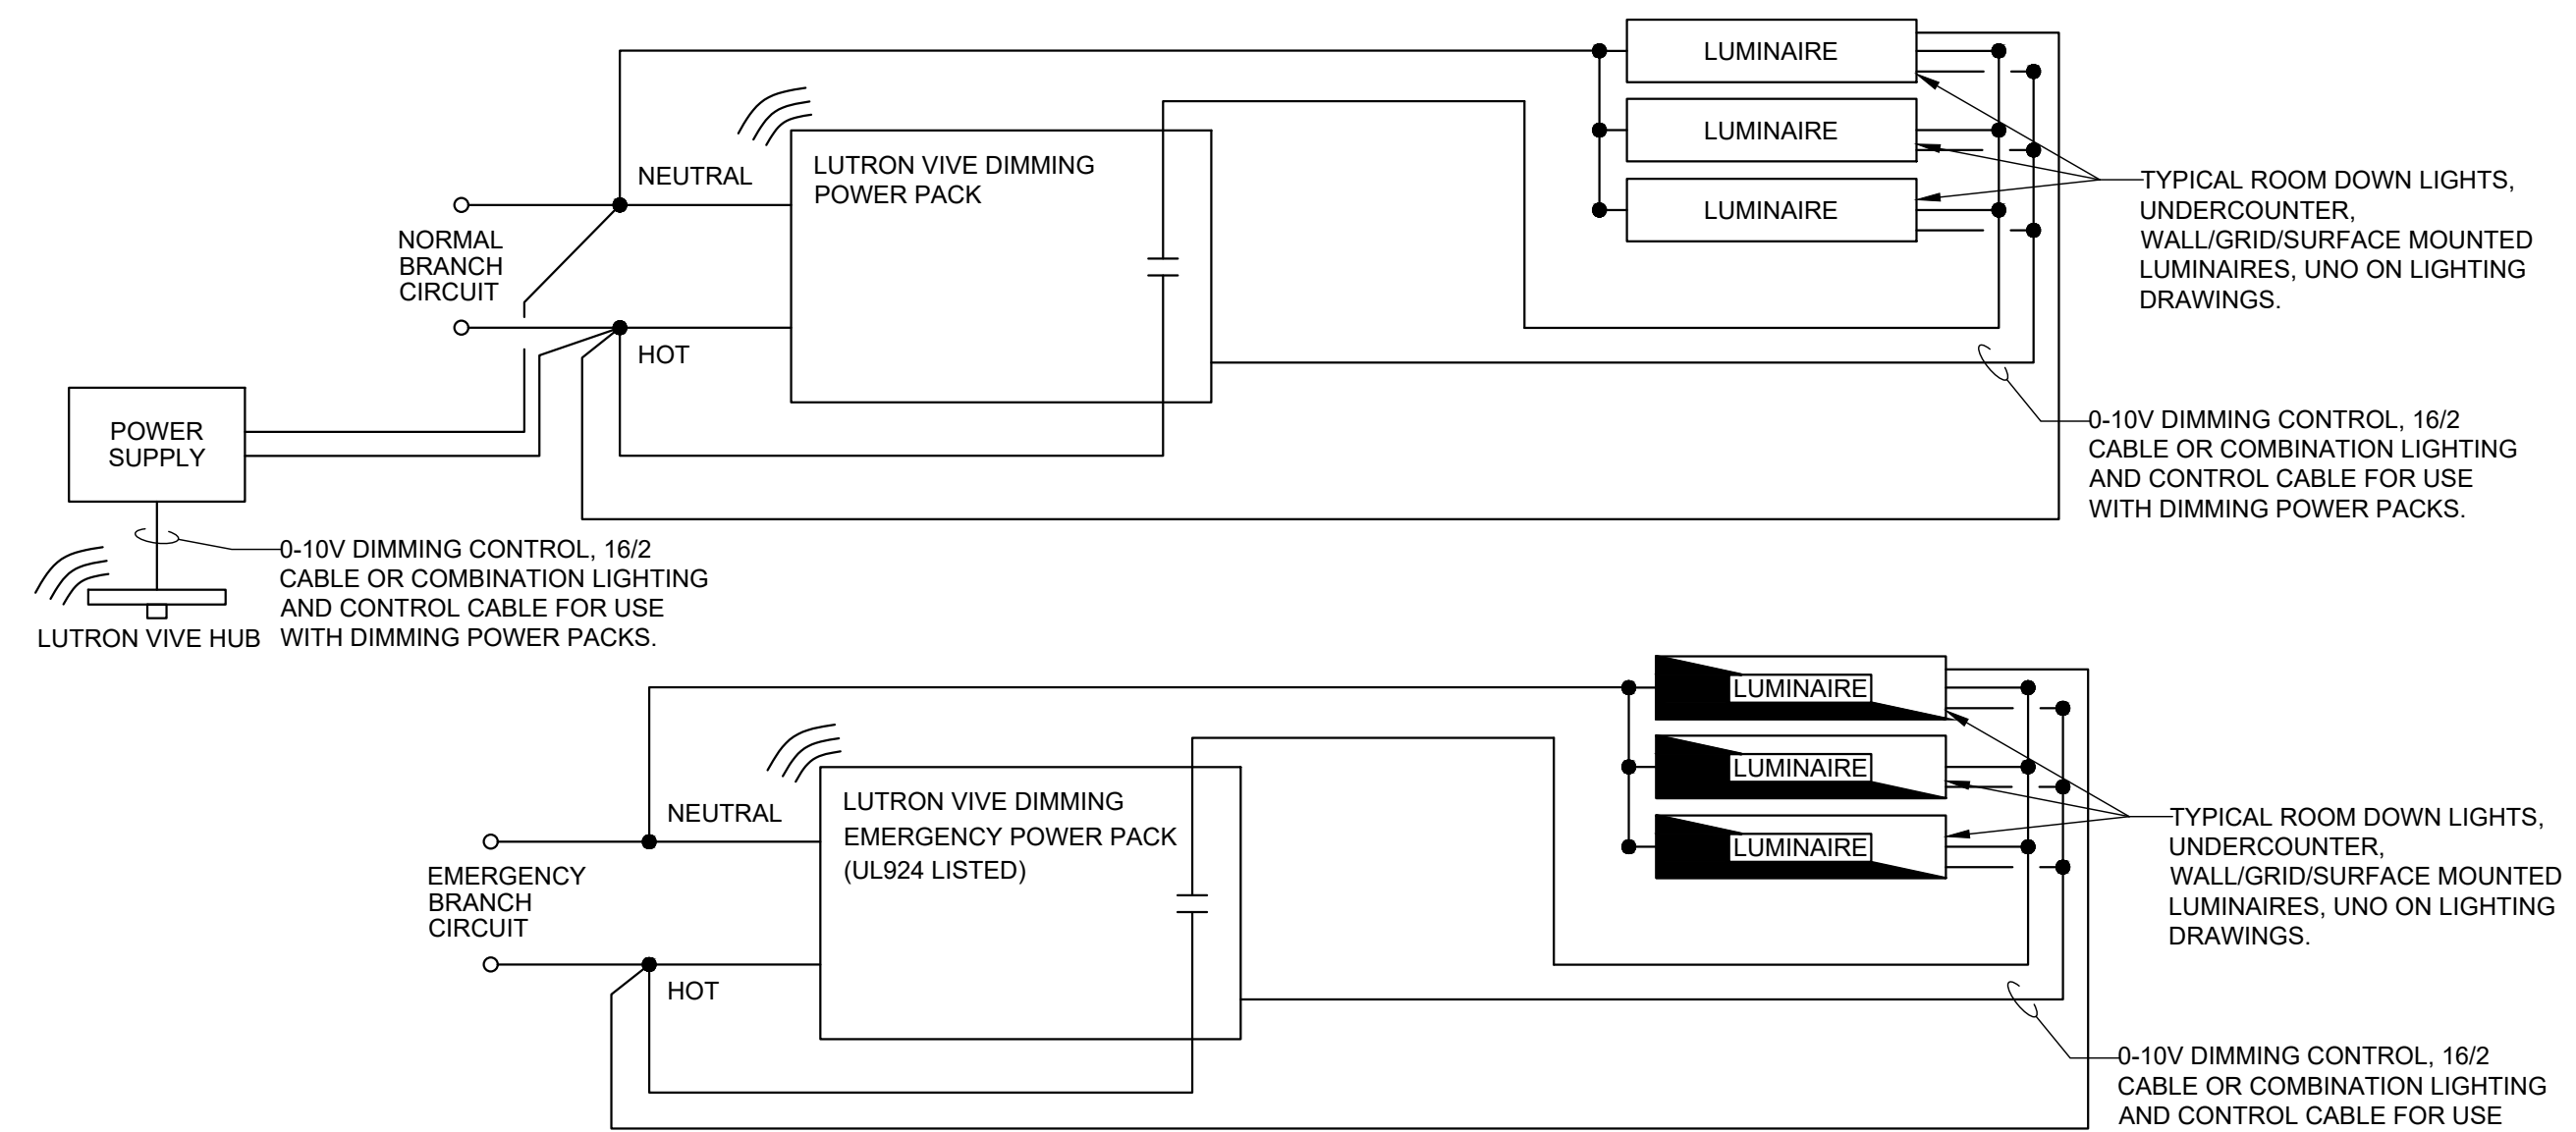 LUMINAIRE
LUMINAIRE
LUMINAIRE
NEUTRAL
LUTRON VIVE DIMMING
POWER PACK
NORMAL
BRANCH
CIRCUIT
HOT
TYPICAL ROOM DOWN LIGHTS,
UNDERCOUNTER,
WALL/GRID/SURFACE MOUNTED
LUMINAIRES, UNO ON LIGHTING
DRAWINGS.
POWER
SUPPLY
0-10V DIMMING CONTROL, 16/2
CABLE OR COMBINATION LIGHTING
AND CONTROL CABLE FOR USE
WITH DIMMING POWER PACKS.
0-10V DIMMING CONTROL, 16/2
CABLE OR COMBINATION LIGHTING
AND CONTROL CABLE FOR USE
WITH DIMMING POWER PACKS.
LUTRON VIVE HUB
LUMINAIRE
LUMINAIRE
LUMINAIRE
NEUTRAL
LUTRON VIVE DIMMING
EMERGENCY POWER PACK
(UL924 LISTED)
EMERGENCY
BRANCH
CIRCUIT
HOT
TYPICAL ROOM DOWN LIGHTS,
UNDERCOUNTER,
WALL/GRID/SURFACE MOUNTED
LUMINAIRES, UNO ON LIGHTING
DRAWINGS.
0-10V DIMMING CONTROL, 16/2
CABLE OR COMBINATION LIGHTING
AND CONTROL CABLE FOR USE